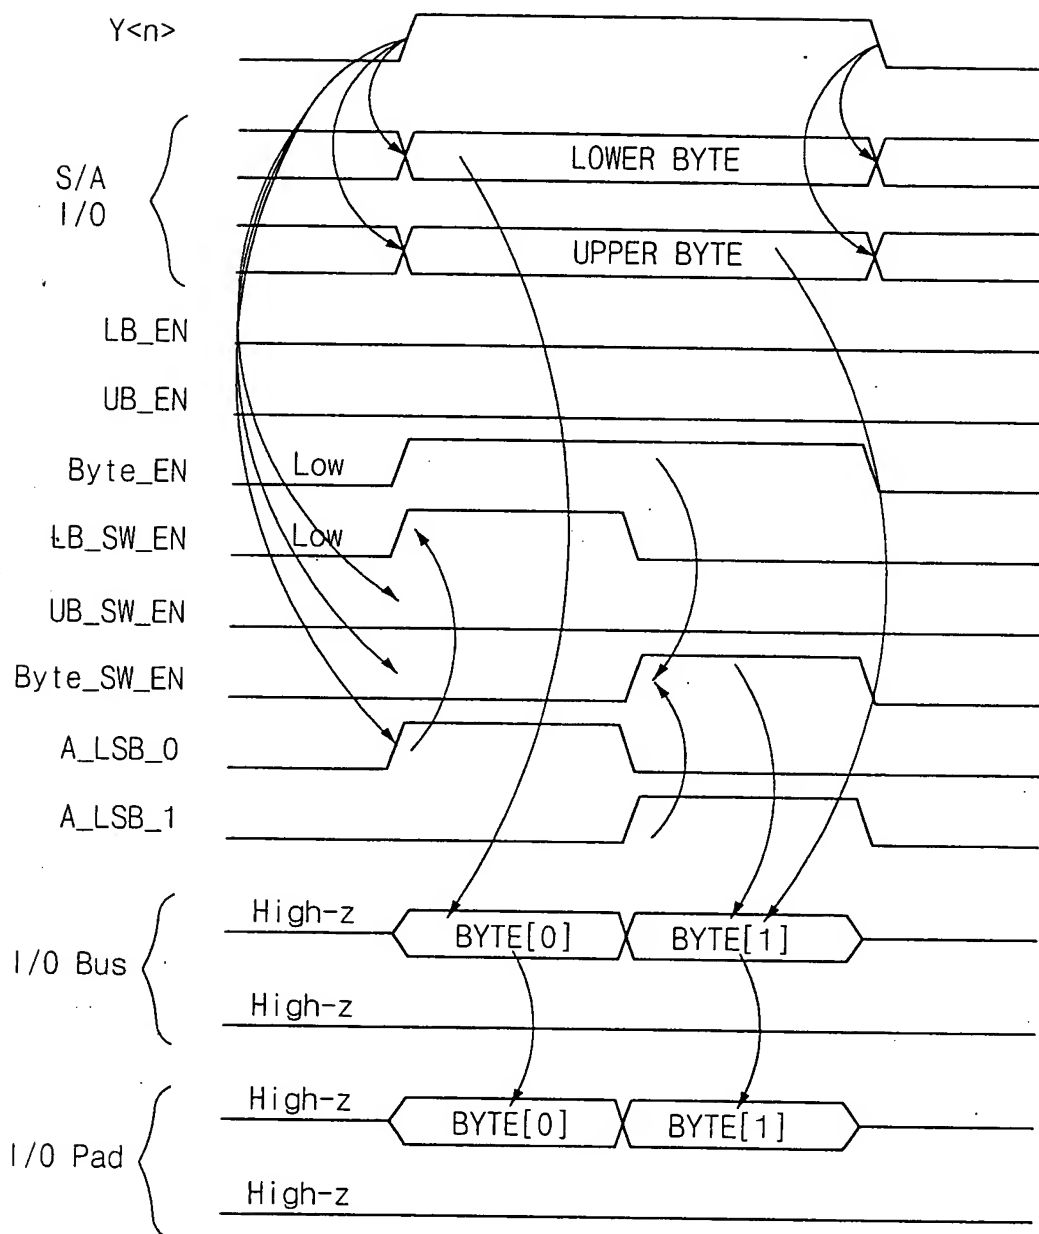 Y<n>
S/A
I/O
LOWER BYTE
UPPER BYTE
LB_EN
UB_EN
Byte_EN
Low
LB_SW_EN
Low
UB_SW_EN
Byte_SW_EN
A_LSB_0
A_LSB_1
I/O Bus
High-z
BYTE[0]
BYTE[1]
High-z
I/O Pad
High-z
BYTE[0]
BYTE[1]
High-z